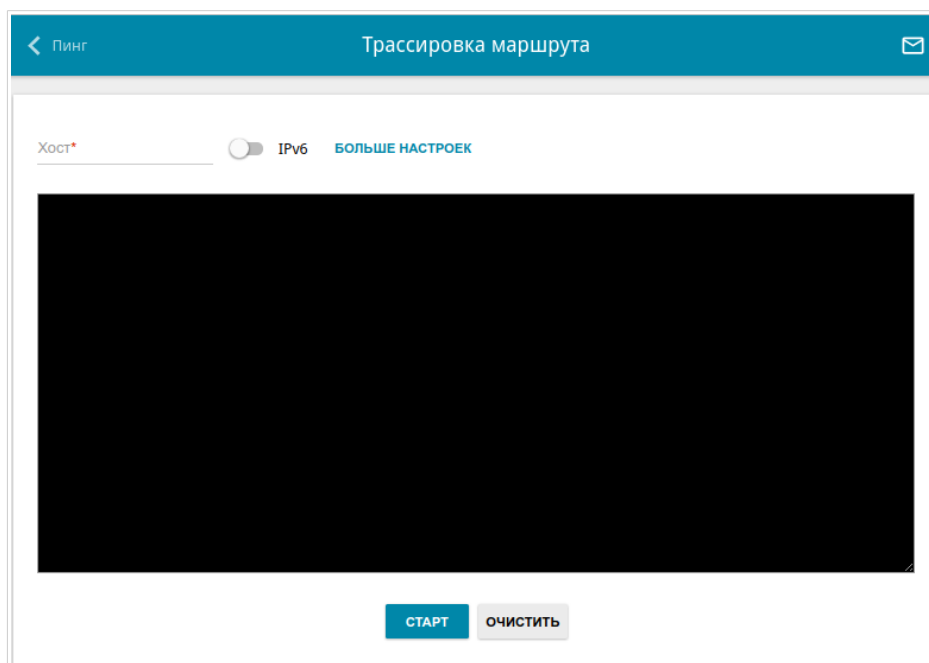 Пинг
Трассировка маршрута
Хост*
IPv6
БОЛЬШЕ НАСТРОЕК
СТАРТ
ОЧИСТИТЬ